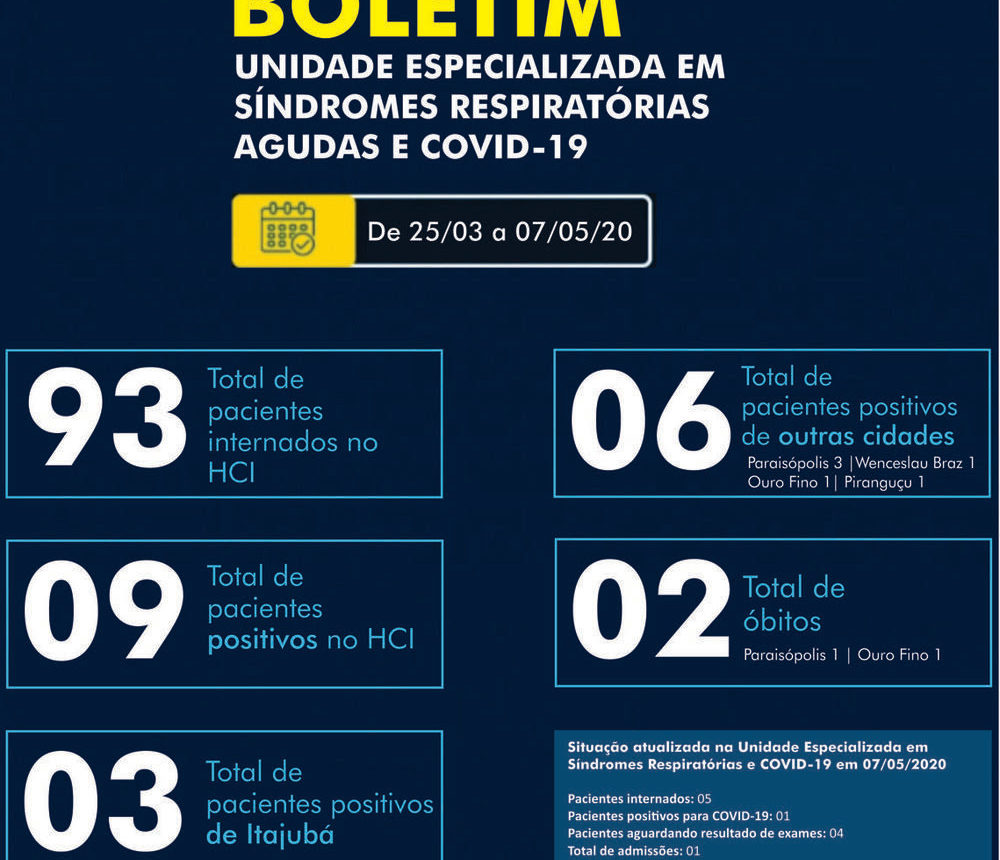 BOLETIM
UNIDADE ESPECIALIZADA EM
SÍNDROMES RESPIRATÓRIAS
AGUDAS E COVID-19
De 25/03 a 07/05/20
93
Total de
pacientes
internados no
HCI
06
Total de
pacientes positivos
de outras cidades
Paraisópolis 3 |Wenceslau Braz 1
Ouro Fino 1| Piranguçu 1
09
Total de
pacientes
positivos no HCI
02
Total de
óbitos
Paraisópolis 1 | Ouro Fino 1
03
Total de
pacientes positivos
de Itajubá
Situação atualizada na Unidade Especializada em
Síndromes Respiratórias e COVID-19 em 07/05/2020
Pacientes internados: 05
Pacientes positivos para COVID-19: 01
Pacientes aguardando resultado de exames: 04
Total de admissões: 01